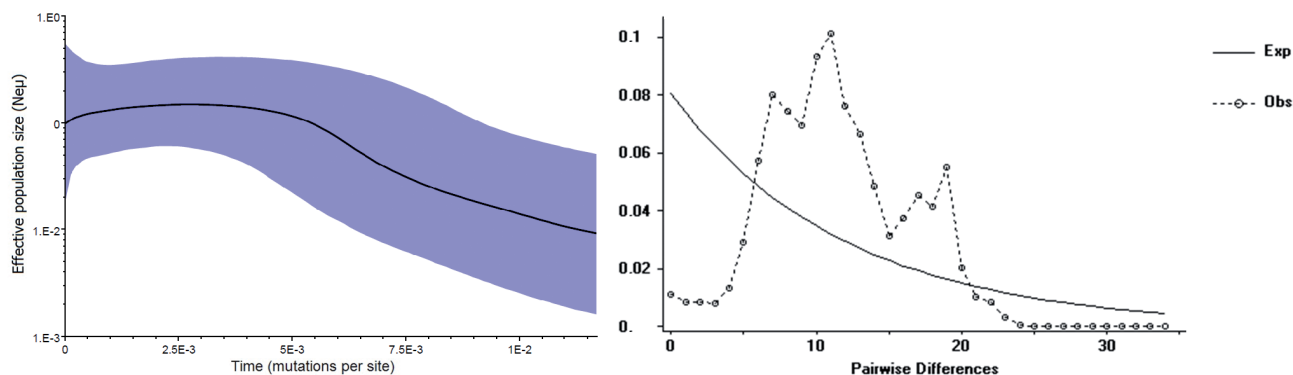 1.E0
0
1.E-2
1.E-3
Effective population size (Neμ)
0
2.5E-3
5E-3
7.5E-3
1E-2
Time (mutations per site)
0.1
0.08
0.06
0.04
0.02
0.
0
10
20
30
Pairwise Differences
Exp
Obs